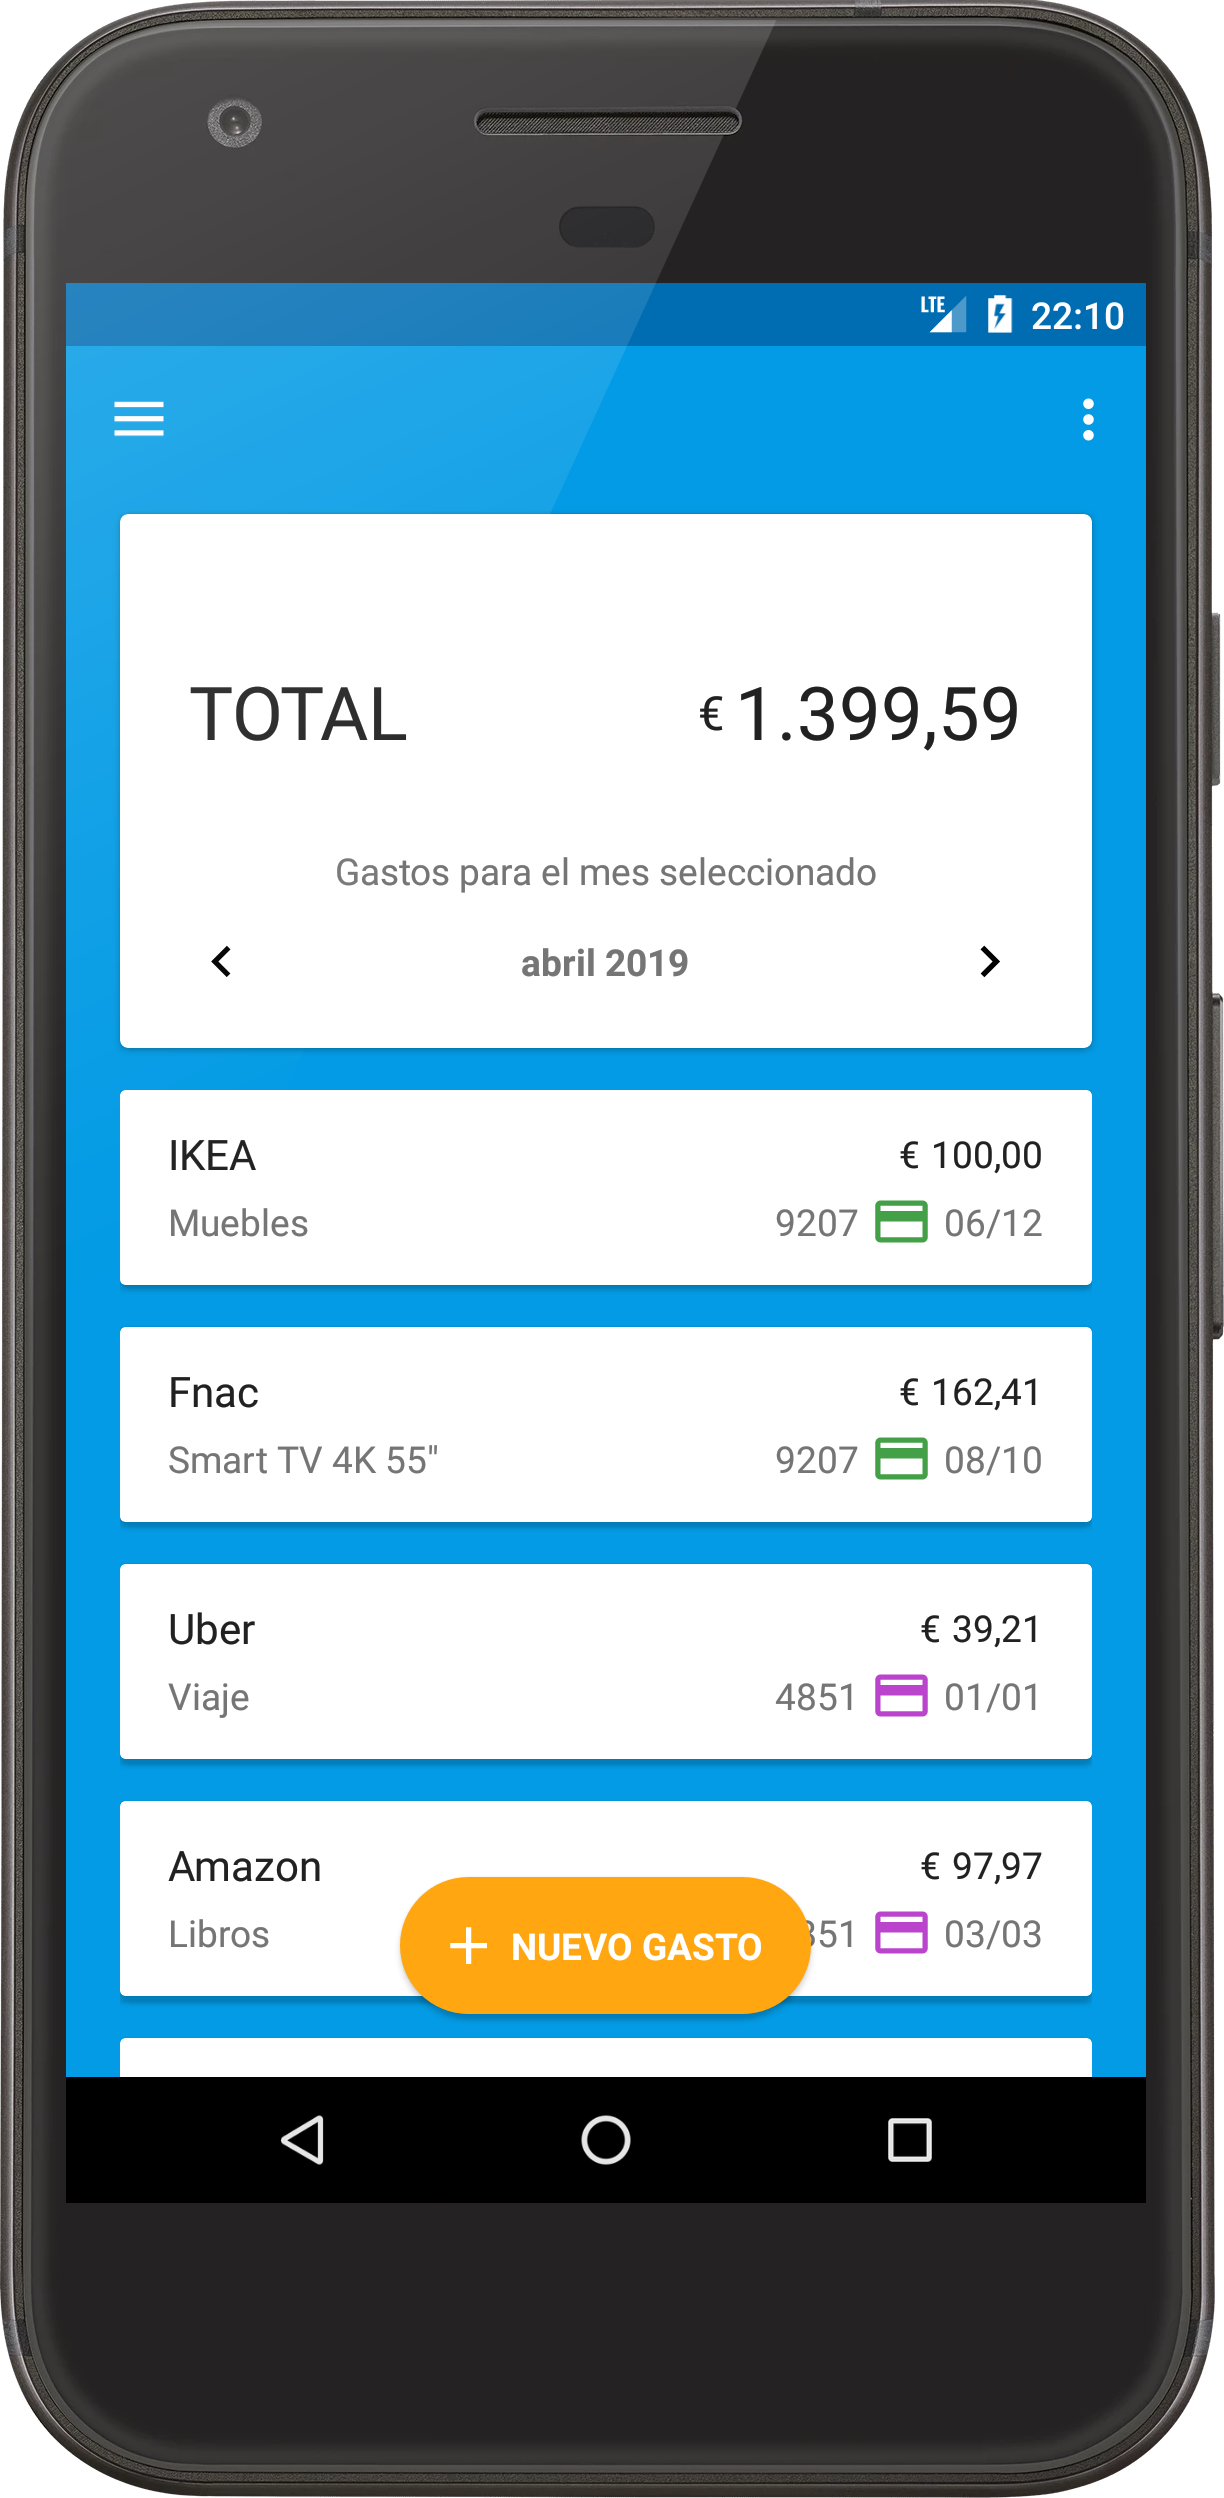 LTE 22:10
TOTAL € 1.399,59
Gastos para el mes seleccionado
abril 2019
IKEA € 100,00
Muebles 9207 06/12
Fnac € 162,41
Smart TV 4K 55" 9207 08/10
Uber € 39,21
Viaje 4851 01/01
Amazon € 97,97
Libros 03/03
NUEVO GASTO